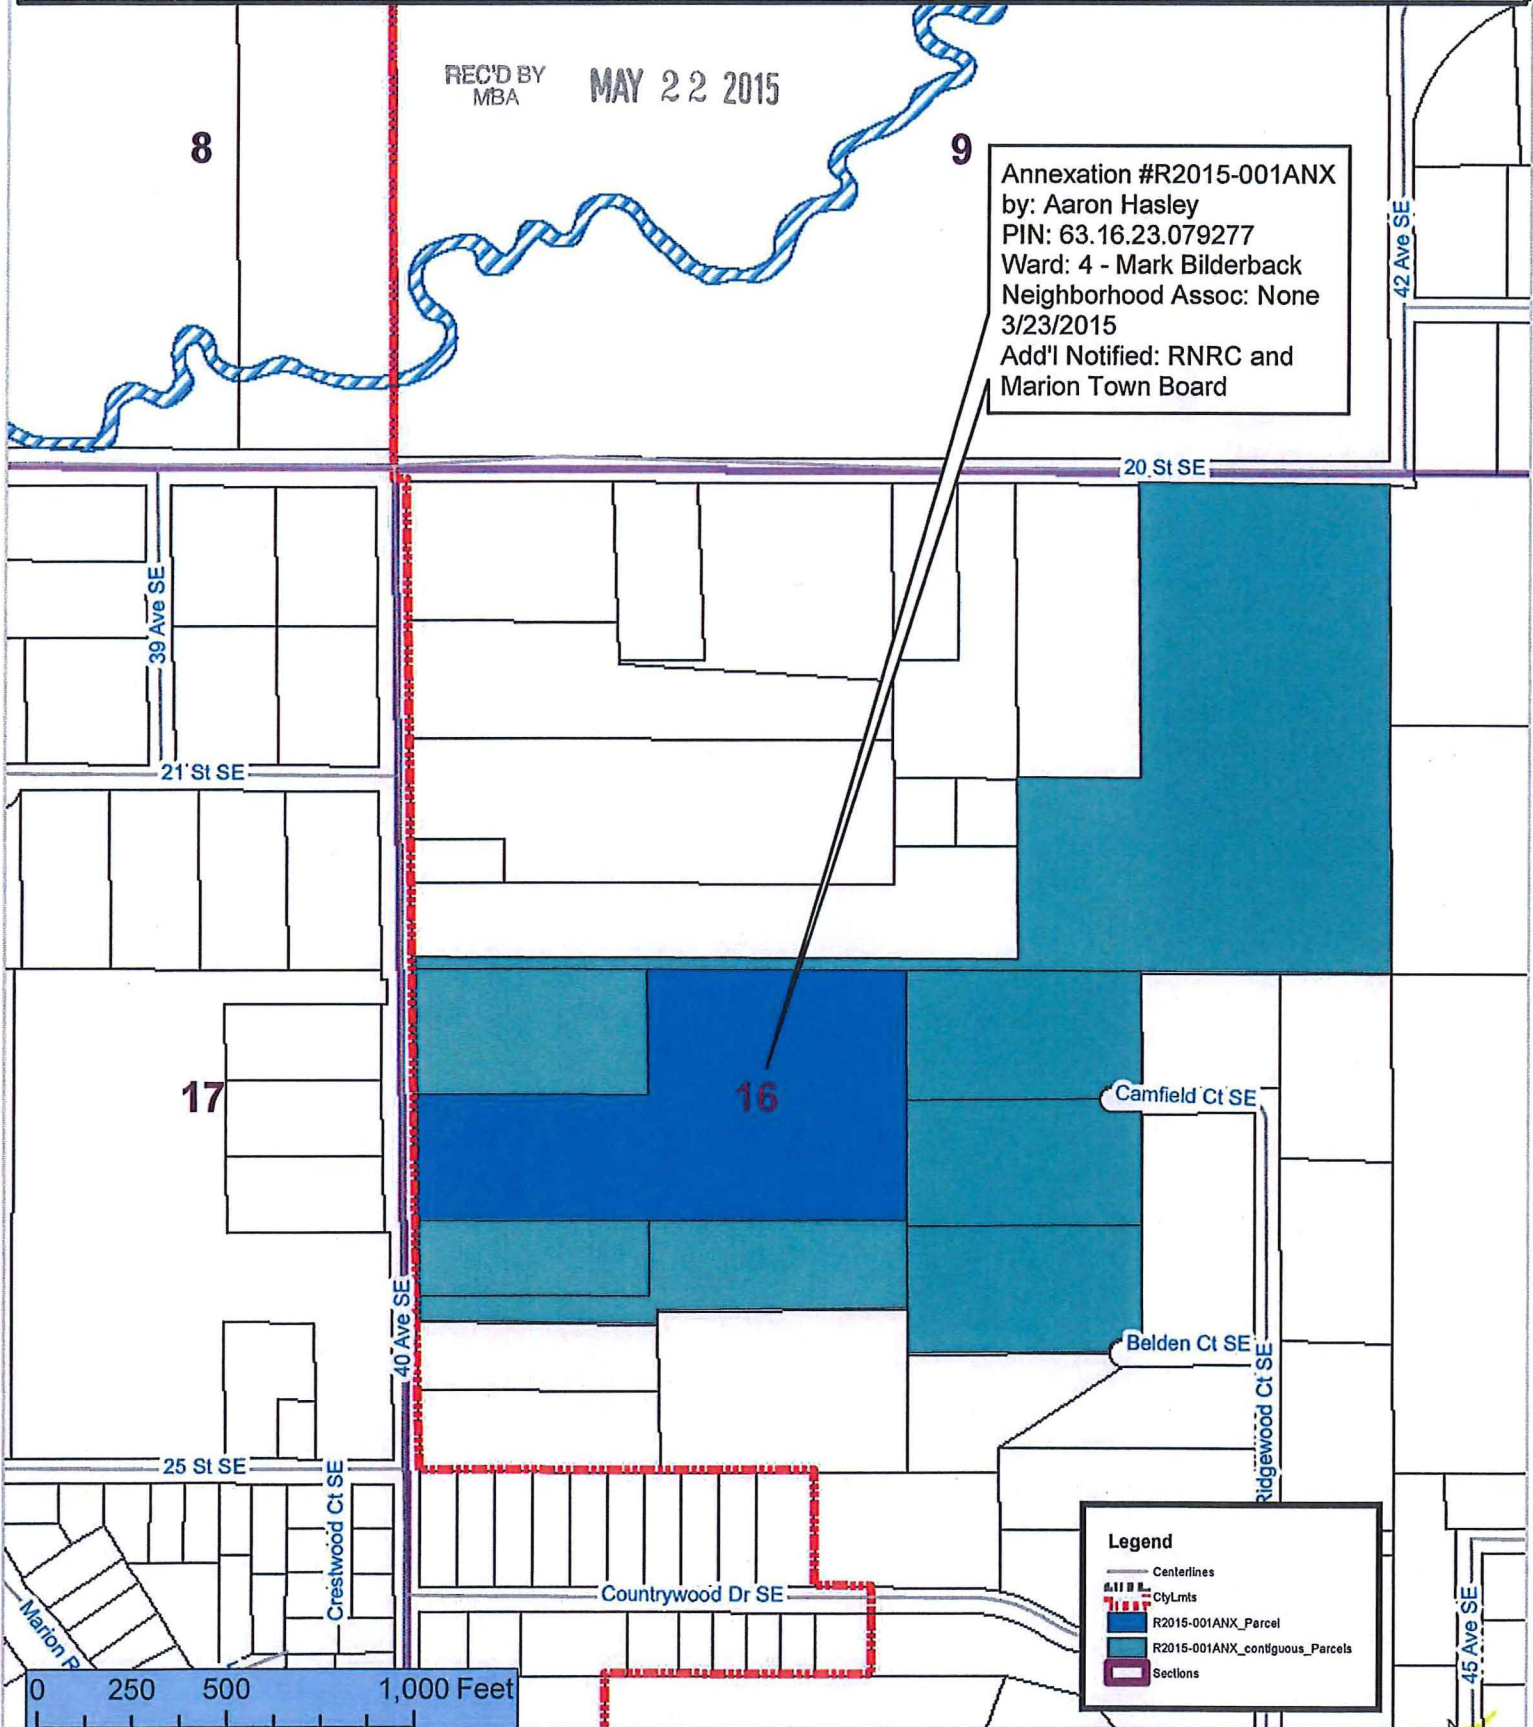 REC'D BY
MBA
MAY 22 2015
8
9
Annexation #R2015-001ANX
by: Aaron Hasley
PIN: 63.16.23.079277
Ward: 4 - Mark Bilderback
Neighborhood Assoc: None
3/23/2015
Add'l Notified: RNRC and
Marion Town Board
42 Ave SE
20 St SE
39 Ave SE
21 St SE
17
16
Camfield Ct SE
40 Ave SE
Belden Ct SE
Ridgewood Ct SE
25 St SE
Crestwood Ct SE
Countrywood Dr SE
Marion R
45 Ave SE
Legend
Centerlines
CtyLmts
R2015-001ANX_Parcel
R2015-001ANX_contiguous_Parcels
Sections
0 250 500 1,000 Feet